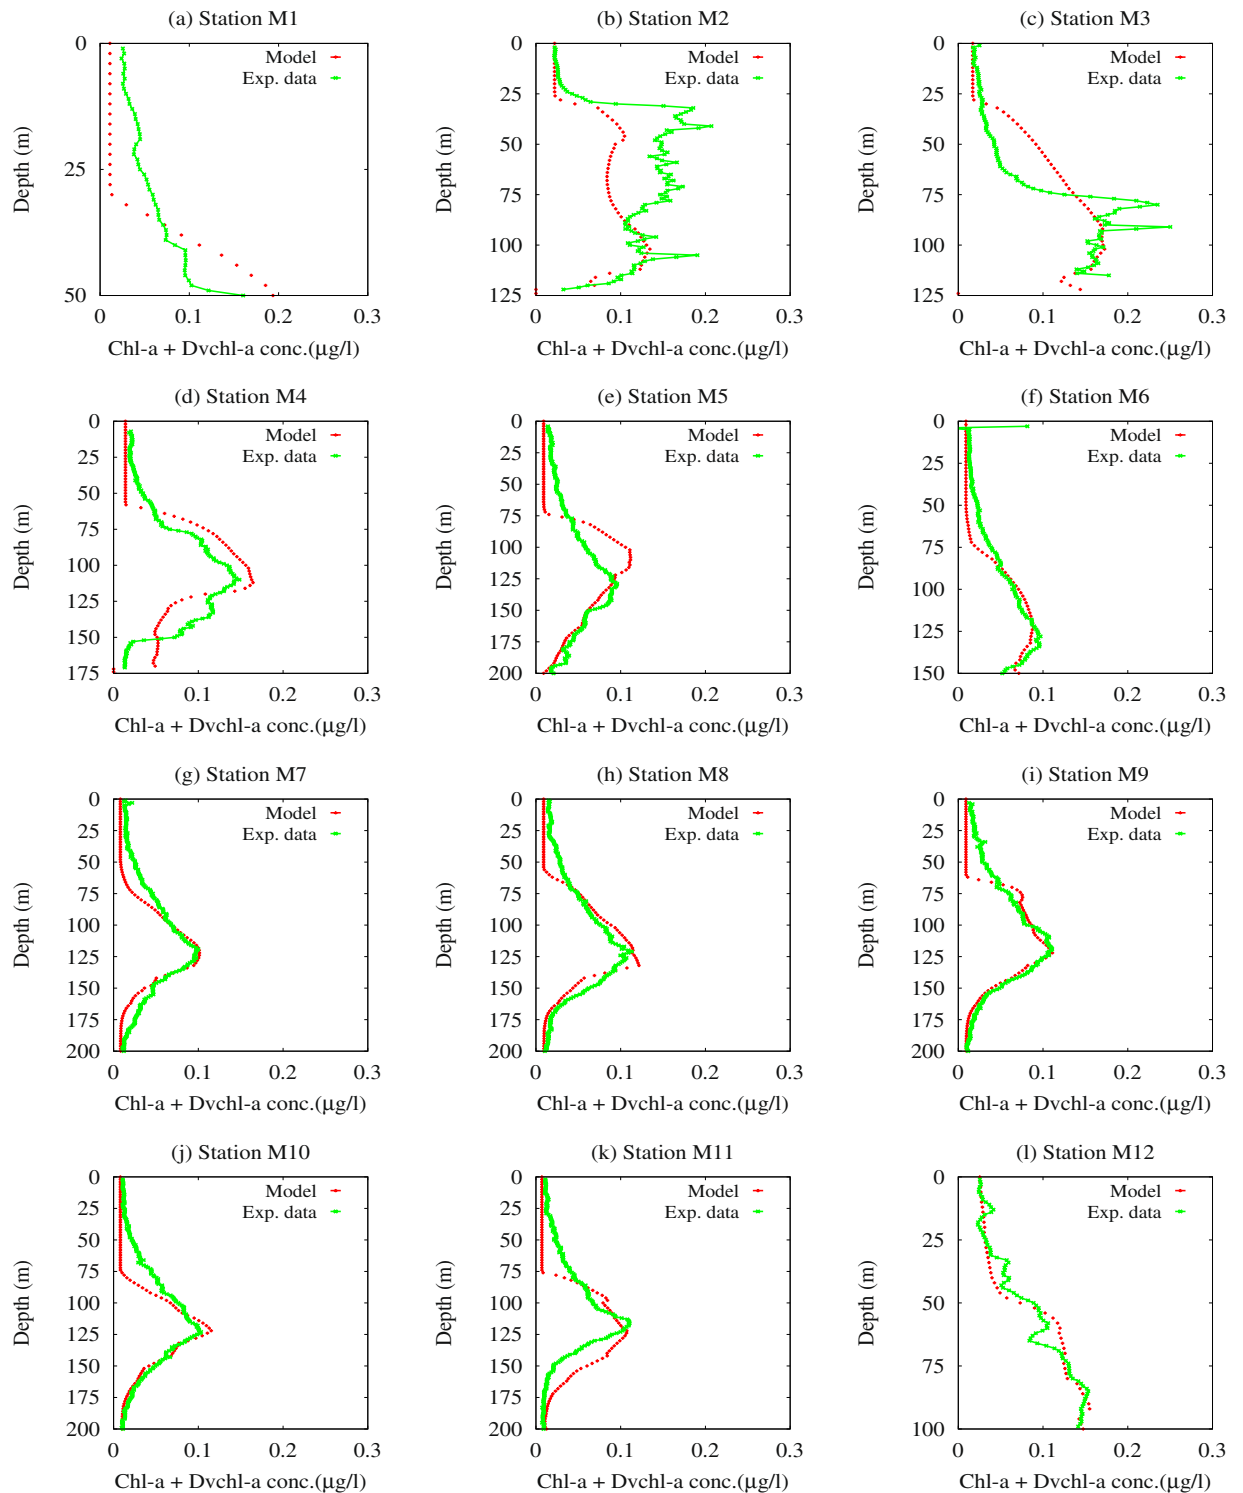 (a) Station M1
Model
Exp. data
0
25
50
Depth (m)
0 0.1 0.2 0.3
Chl-a + Dvchl-a conc.(μg/l)
(b) Station M2
Model
Exp. data
0
25
50
75
100
125
Depth (m)
0 0.1 0.2 0.3
Chl-a + Dvchl-a conc.(μg/l)
(c) Station M3
Model
Exp. data
0
25
50
75
100
125
Depth (m)
0 0.1 0.2 0.3
Chl-a + Dvchl-a conc.(μg/l)
(d) Station M4
Model
Exp. data
0
25
50
75
100
125
150
175
Depth (m)
0 0.1 0.2 0.3
Chl-a + Dvchl-a conc.(μg/l)
(e) Station M5
Model
Exp. data
0
25
50
75
100
125
150
175
200
Depth (m)
0 0.1 0.2 0.3
Chl-a + Dvchl-a conc.(μg/l)
(f) Station M6
Model
Exp. data
0
25
50
75
100
125
150
Depth (m)
0 0.1 0.2 0.3
Chl-a + Dvchl-a conc.(μg/l)
(g) Station M7
Model
Exp. data
0
25
50
75
100
125
150
175
200
Depth (m)
0 0.1 0.2 0.3
Chl-a + Dvchl-a conc.(μg/l)
(h) Station M8
Model
Exp. data
0
25
50
75
100
125
150
175
200
Depth (m)
0 0.1 0.2 0.3
Chl-a + Dvchl-a conc.(μg/l)
(i) Station M9
Model
Exp. data
0
25
50
75
100
125
150
175
200
Depth (m)
0 0.1 0.2 0.3
Chl-a + Dvchl-a conc.(μg/l)
(j) Station M10
Model
Exp. data
0
25
50
75
100
125
150
175
200
Depth (m)
0 0.1 0.2 0.3
Chl-a + Dvchl-a conc.(μg/l)
(k) Station M11
Model
Exp. data
0
25
50
75
100
125
150
175
200
Depth (m)
0 0.1 0.2 0.3
Chl-a + Dvchl-a conc.(μg/l)
(l) Station M12
Model
Exp. data
0
25
50
75
100
Depth (m)
0 0.1 0.2 0.3
Chl-a + Dvchl-a conc.(μg/l)